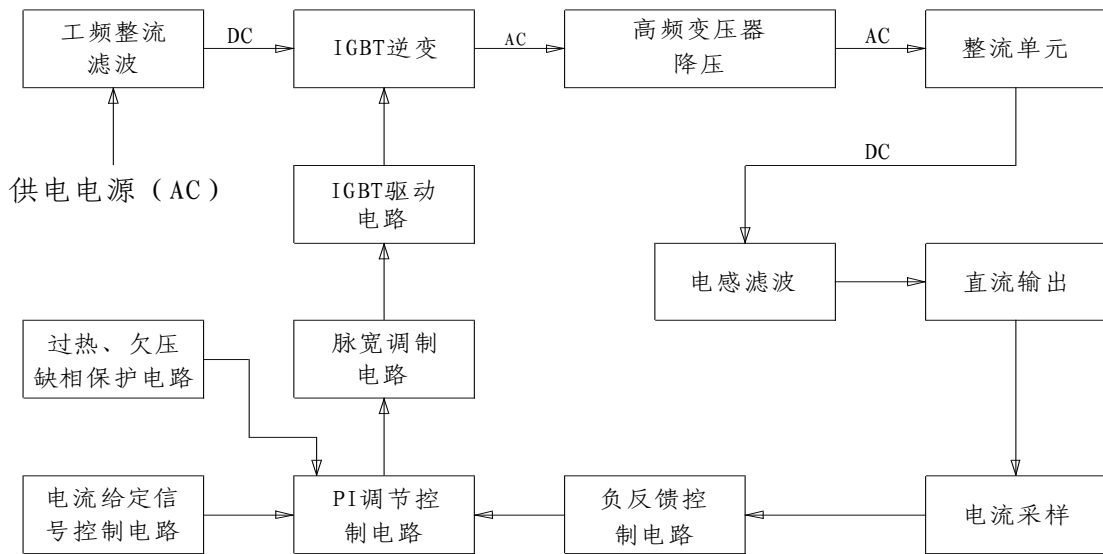 工频整流
滤波
DC
IGBT逆变
AC
高频变压器
降压
AC
整流单元
DC
供电电源（AC）
IGBT驱动
电路
电感滤波
直流输出
过热、欠压
缺相保护电路
脉宽调制
电路
电流给定信
号控制电路
PI调节控
制电路
负反馈控
制电路
电流采样